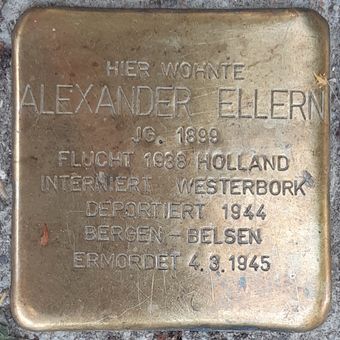 HIER WOHNTE
ALEXANDER ELLERN
JG. 1899
FLUCHT 1938 HOLLAND
INTERNIERT WESTERBORK
DEPORTIERT 1944
BERGEN-BELSEN
ERMORDET 4.3.1945